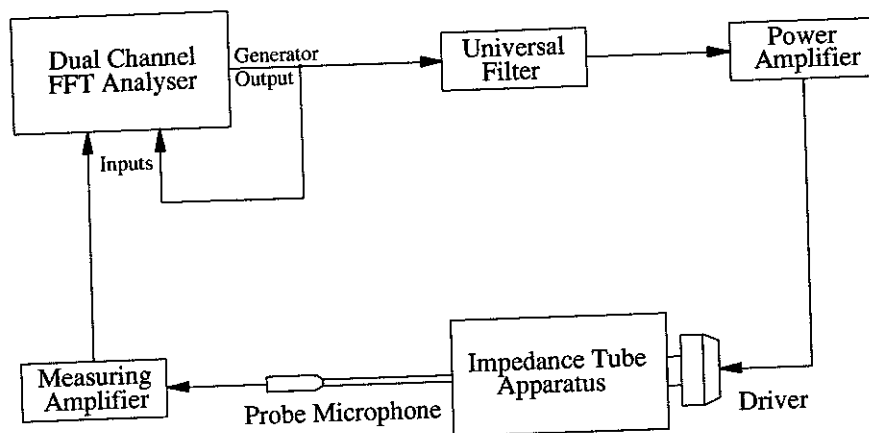 Dual Channel
FFT Analyser
Generator
Output
Inputs
Universal
Filter
Power
Amplifier
Measuring
Amplifier
Probe Microphone
Impedance Tube
Apparatus
Driver